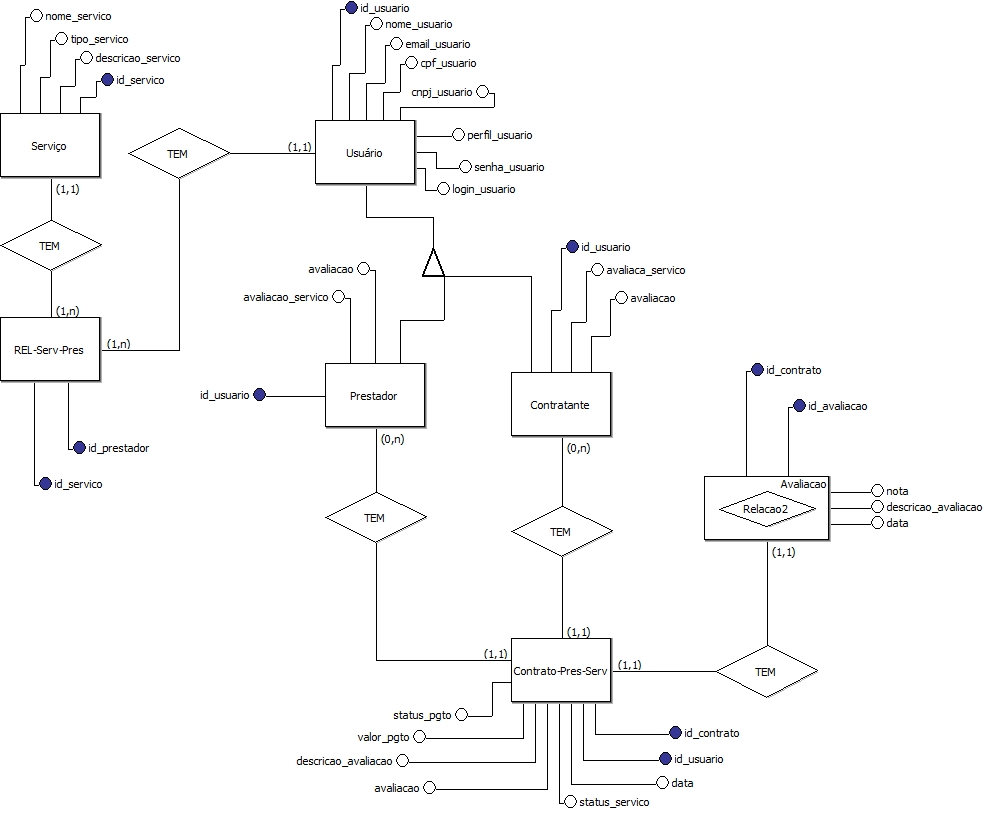 id_usuario
nome_servico
nome_usuario
tipo_servico
email_usuario
descricao_servico
cpf_usuario
id_servico
cnpj_usuario
perfil_usuario
Serviço
TEM
(1,1)
Usuário
senha_usuario
(1,1)
login_usuario
TEM
id_usuario
avaliacao
avaliaca_servico
avaliacao_servico
avaliacao
(1,n)
REL-Serv-Pres
(1,n)
id_contrato
id_usuario
Prestador
Contratante
id_avaliacao
(0,n)
(0,n)
id_prestador
id_servico
Avaliacao
nota
Relacao2
descricao_avaliacao
data
TEM
TEM
(1,1)
(1,1)
(1,1)
(1,1)
Contrato-Pres-Serv
TEM
status_pgto
valor_pgto
id_contrato
descricao_avaliacao
id_usuario
avaliacao
data
status_servico